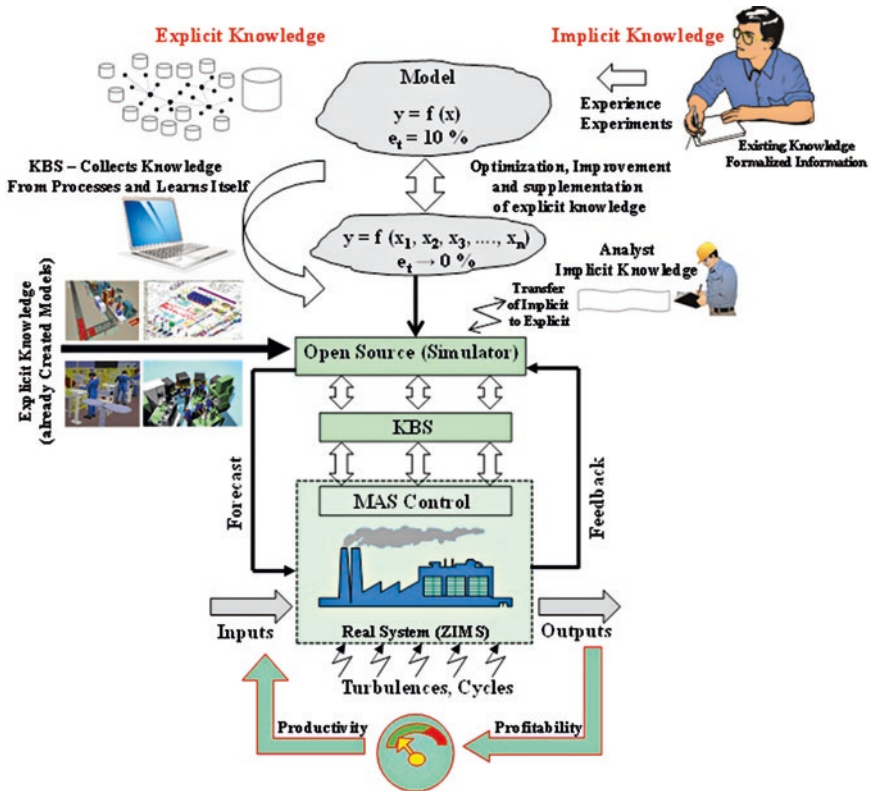 Explicit Knowledge
Implicit Knowledge
Model
y = f (x)
e_t = 10 %
Experience
Experiments
Existing Knowledge
Formalized Information
KBS – Collects Knowledge
From Processes and Learns Itself
Optimization, Improvement
and supplementation
of explicit knowledge
y = f (x₁, x₂, x₃, ...., xₙ)
e_t → 0 %
Analyst
Implicit Knowledge
Transfer
of Inplicit
to Explicit
Explicit Knowledge
(already Created Models)
Open Source (Simulator)
KBS
MAS Control
Forecast
Feedback
Inputs
Real System (ZIMS)
Outputs
Turbulences, Cycles
Productivity
Profitability